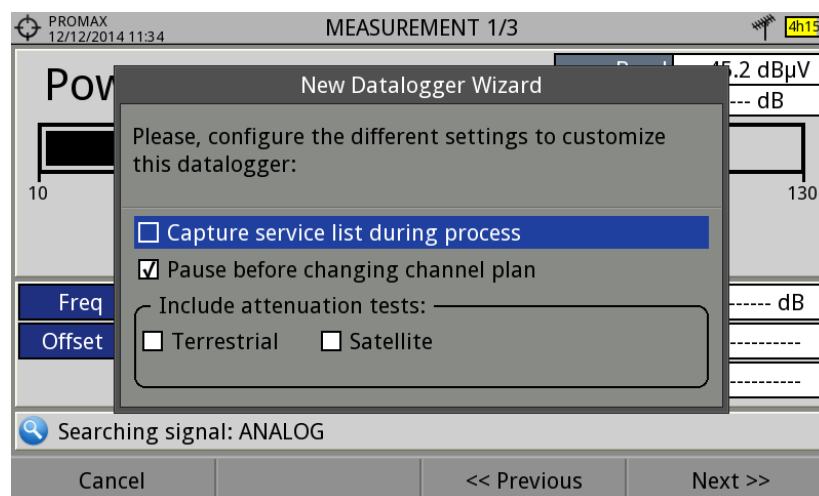 PROMAX
12/12/2014 11:34
MEASUREMENT 1/3
4h15
Pow
45.2 dBµV
--- dB
10
130
New Datalogger Wizard
Please, configure the different settings to customize
this datalogger:
Capture service list during process
Pause before changing channel plan
Include attenuation tests:
Terrestrial
Satellite
Freq
------ dB
Offset
----------
----------
Searching signal: ANALOG
Cancel
<< Previous
Next >>